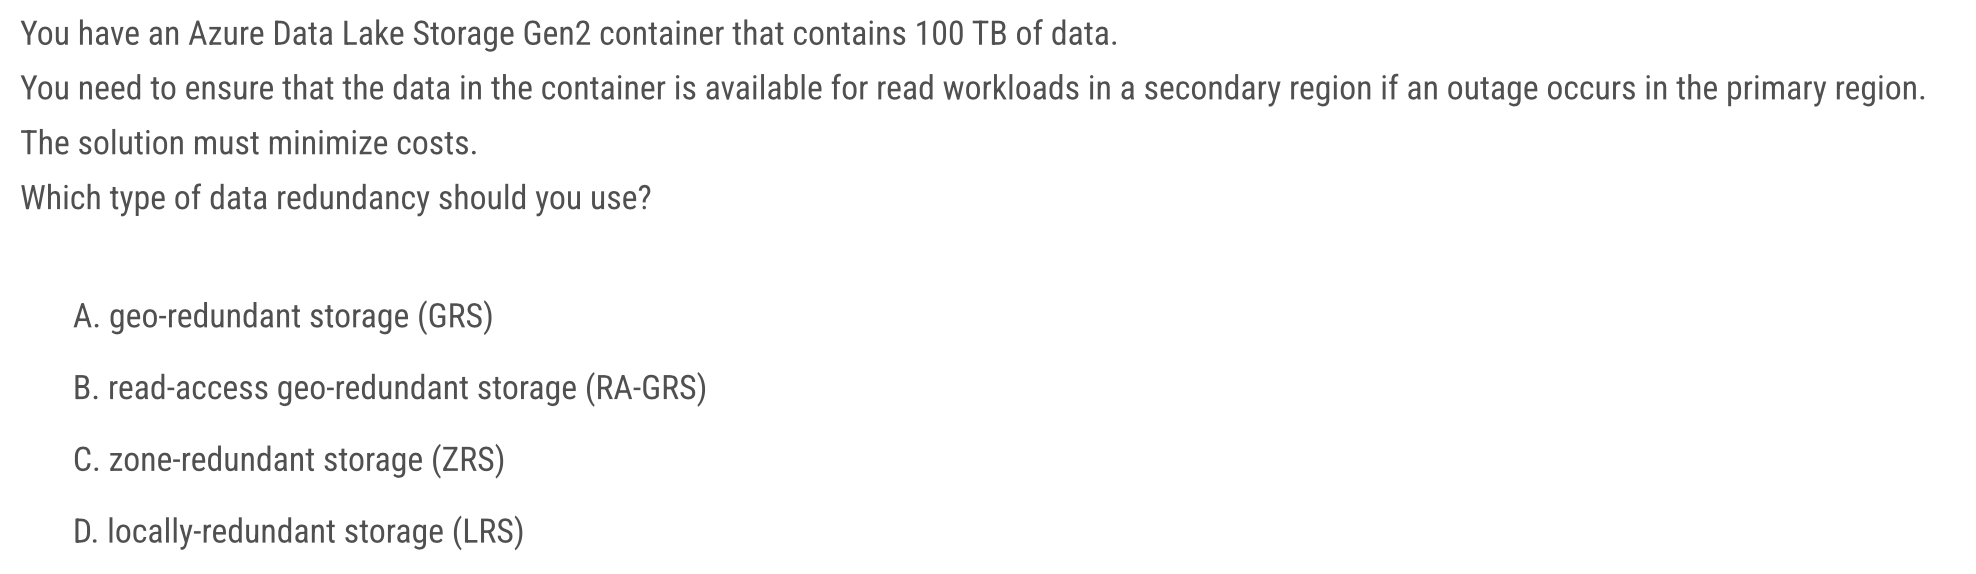 You have an Azure Data Lake Storage Gen2 container that contains 100 TB of data.
You need to ensure that the data in the container is available for read workloads in a secondary region if an outage occurs in the primary region.
The solution must minimize costs.
Which type of data redundancy should you use?
A. geo-redundant storage (GRS)
B. read-access geo-redundant storage (RA-GRS)
C. zone-redundant storage (ZRS)
D. locally-redundant storage (LRS)